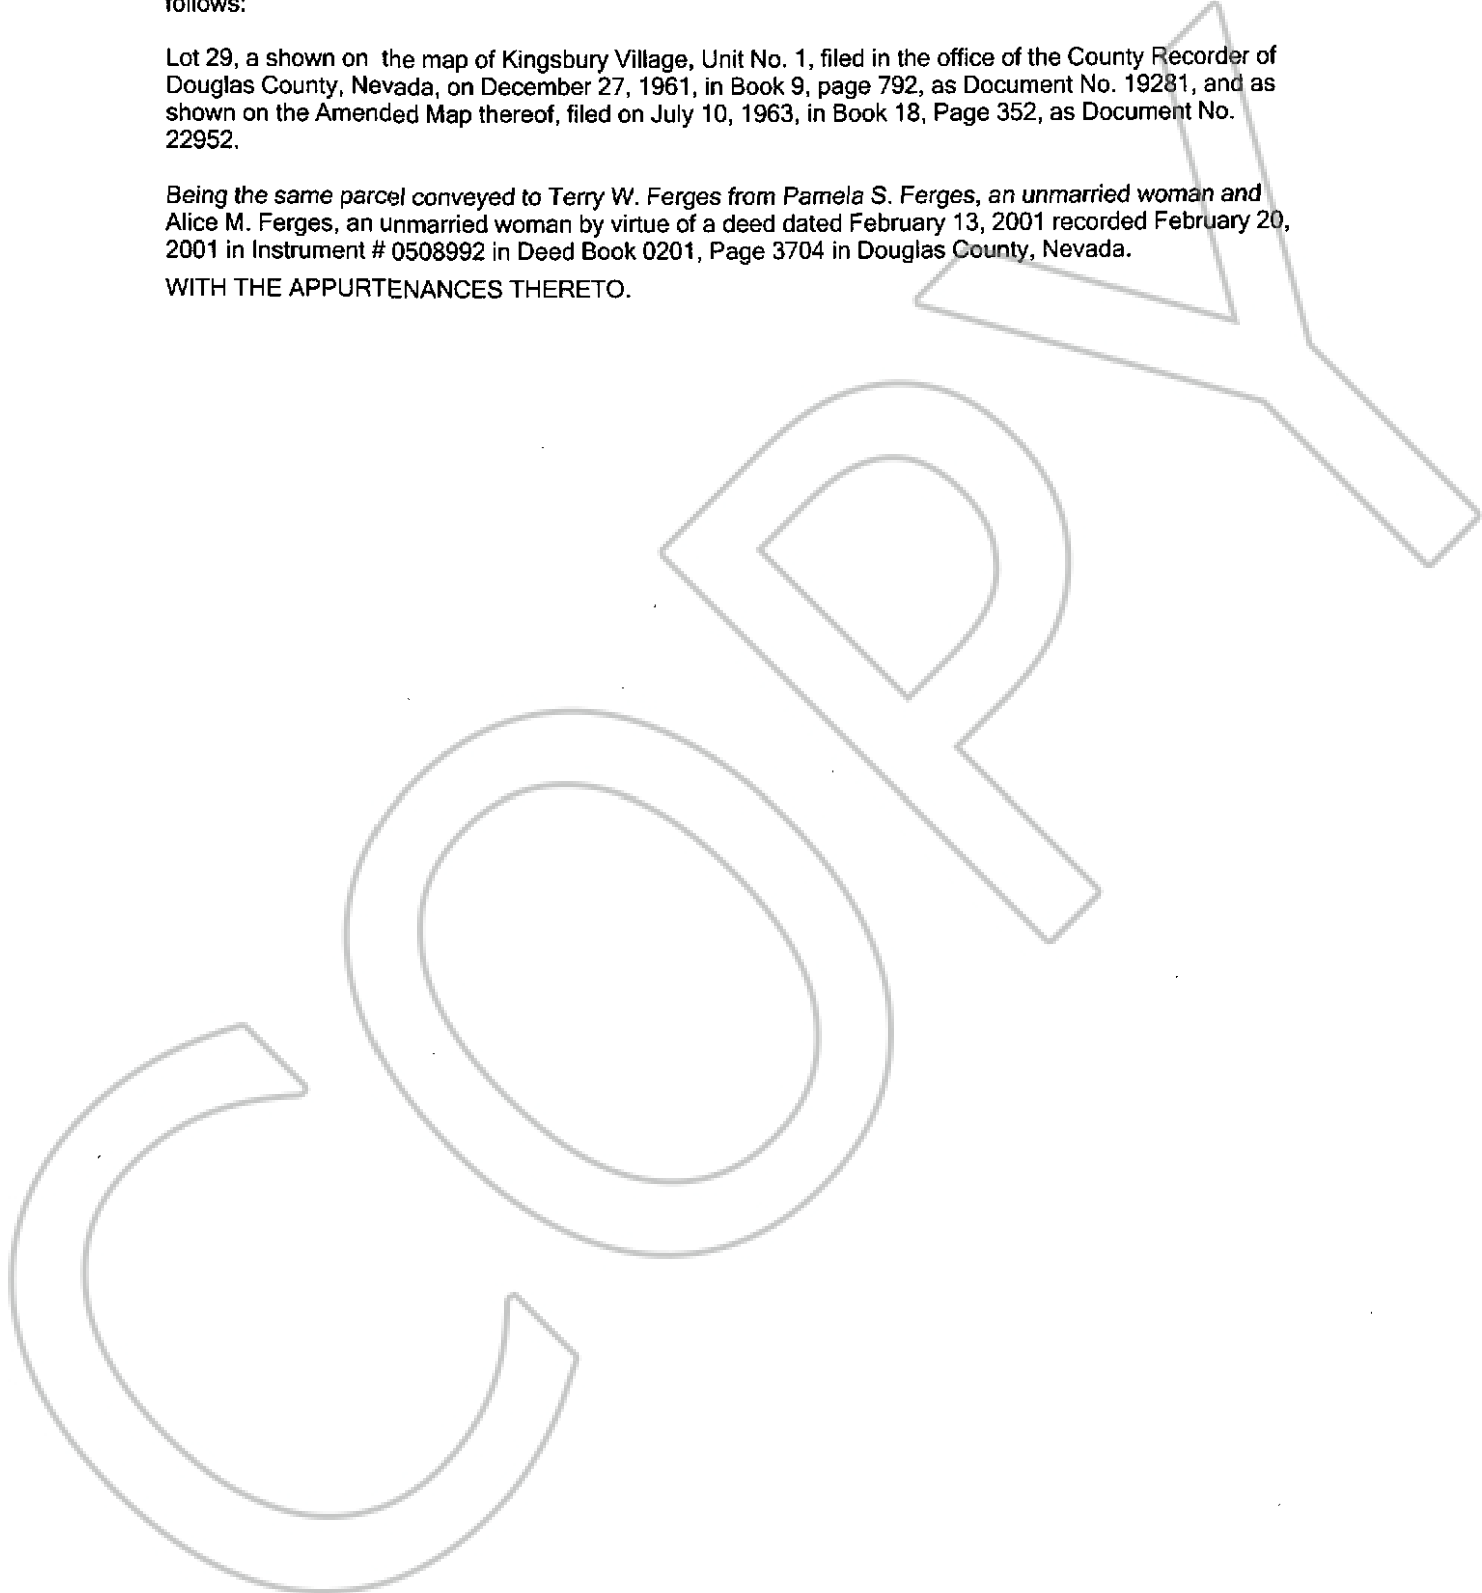 follows:
Lot 29, a shown on the map of Kingsbury Village, Unit No. 1, filed in the office of the County Recorder of
Douglas County, Nevada, on December 27, 1961, in Book 9, page 792, as Document No. 19281, and as
shown on the Amended Map thereof, filed on July 10, 1963, in Book 18, Page 352, as Document No.
22952.
Being the same parcel conveyed to Terry W. Ferges from Pamela S. Ferges, an unmarried woman and
Alice M. Ferges, an unmarried woman by virtue of a deed dated February 13, 2001 recorded February 20,
2001 in Instrument # 0508992 in Deed Book 0201, Page 3704 in Douglas County, Nevada.
WITH THE APPURTENANCES THERETO.
COPY